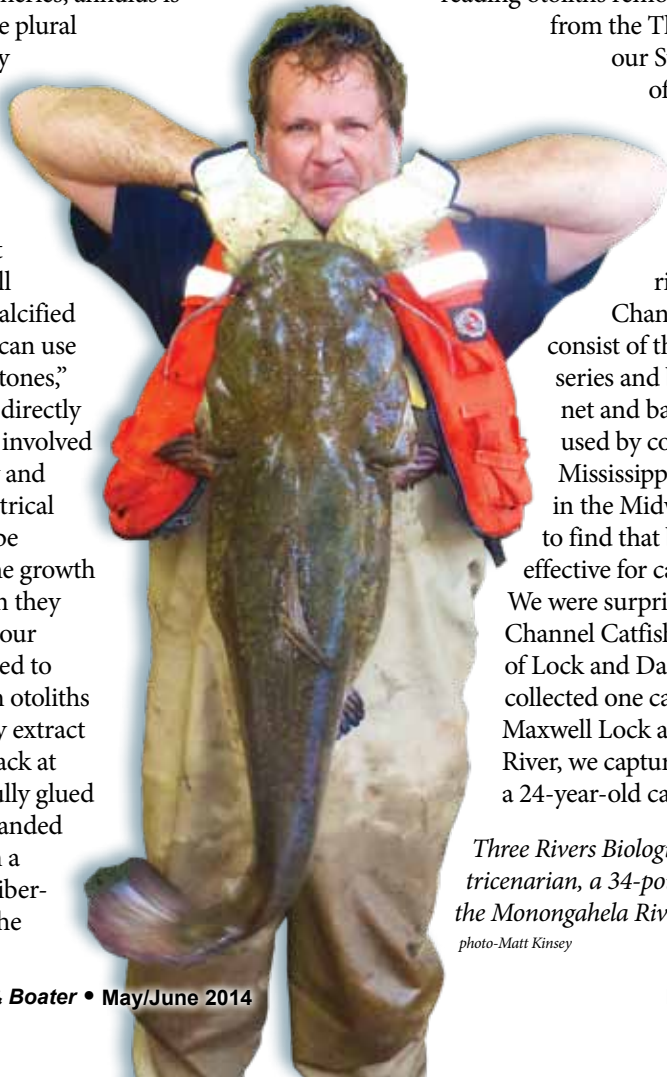 annulus is
e plural
y
t
ll
alcified
can use
tones,”
directly
involved
and
trical
be
ne growth
n they
our
ed to
n otoliths
y extract
ack at
ully glued
anded
n a
iber-
he
reading otoliths remo
from the Th
our S
of
ri
Chan
consist of th
series and
net and ba
used by co
Mississipp
in the Midw
to find that
effective for ca
We were surpri
Channel Catfish
of Lock and Da
collected one ca
Maxwell Lock a
River, we captur
a 24-year-old ca
Three Rivers Biologi
tricenarian, a 34-po
the Monongahela Riv
photo-Matt Kinsey
& Boater • May/June 2014